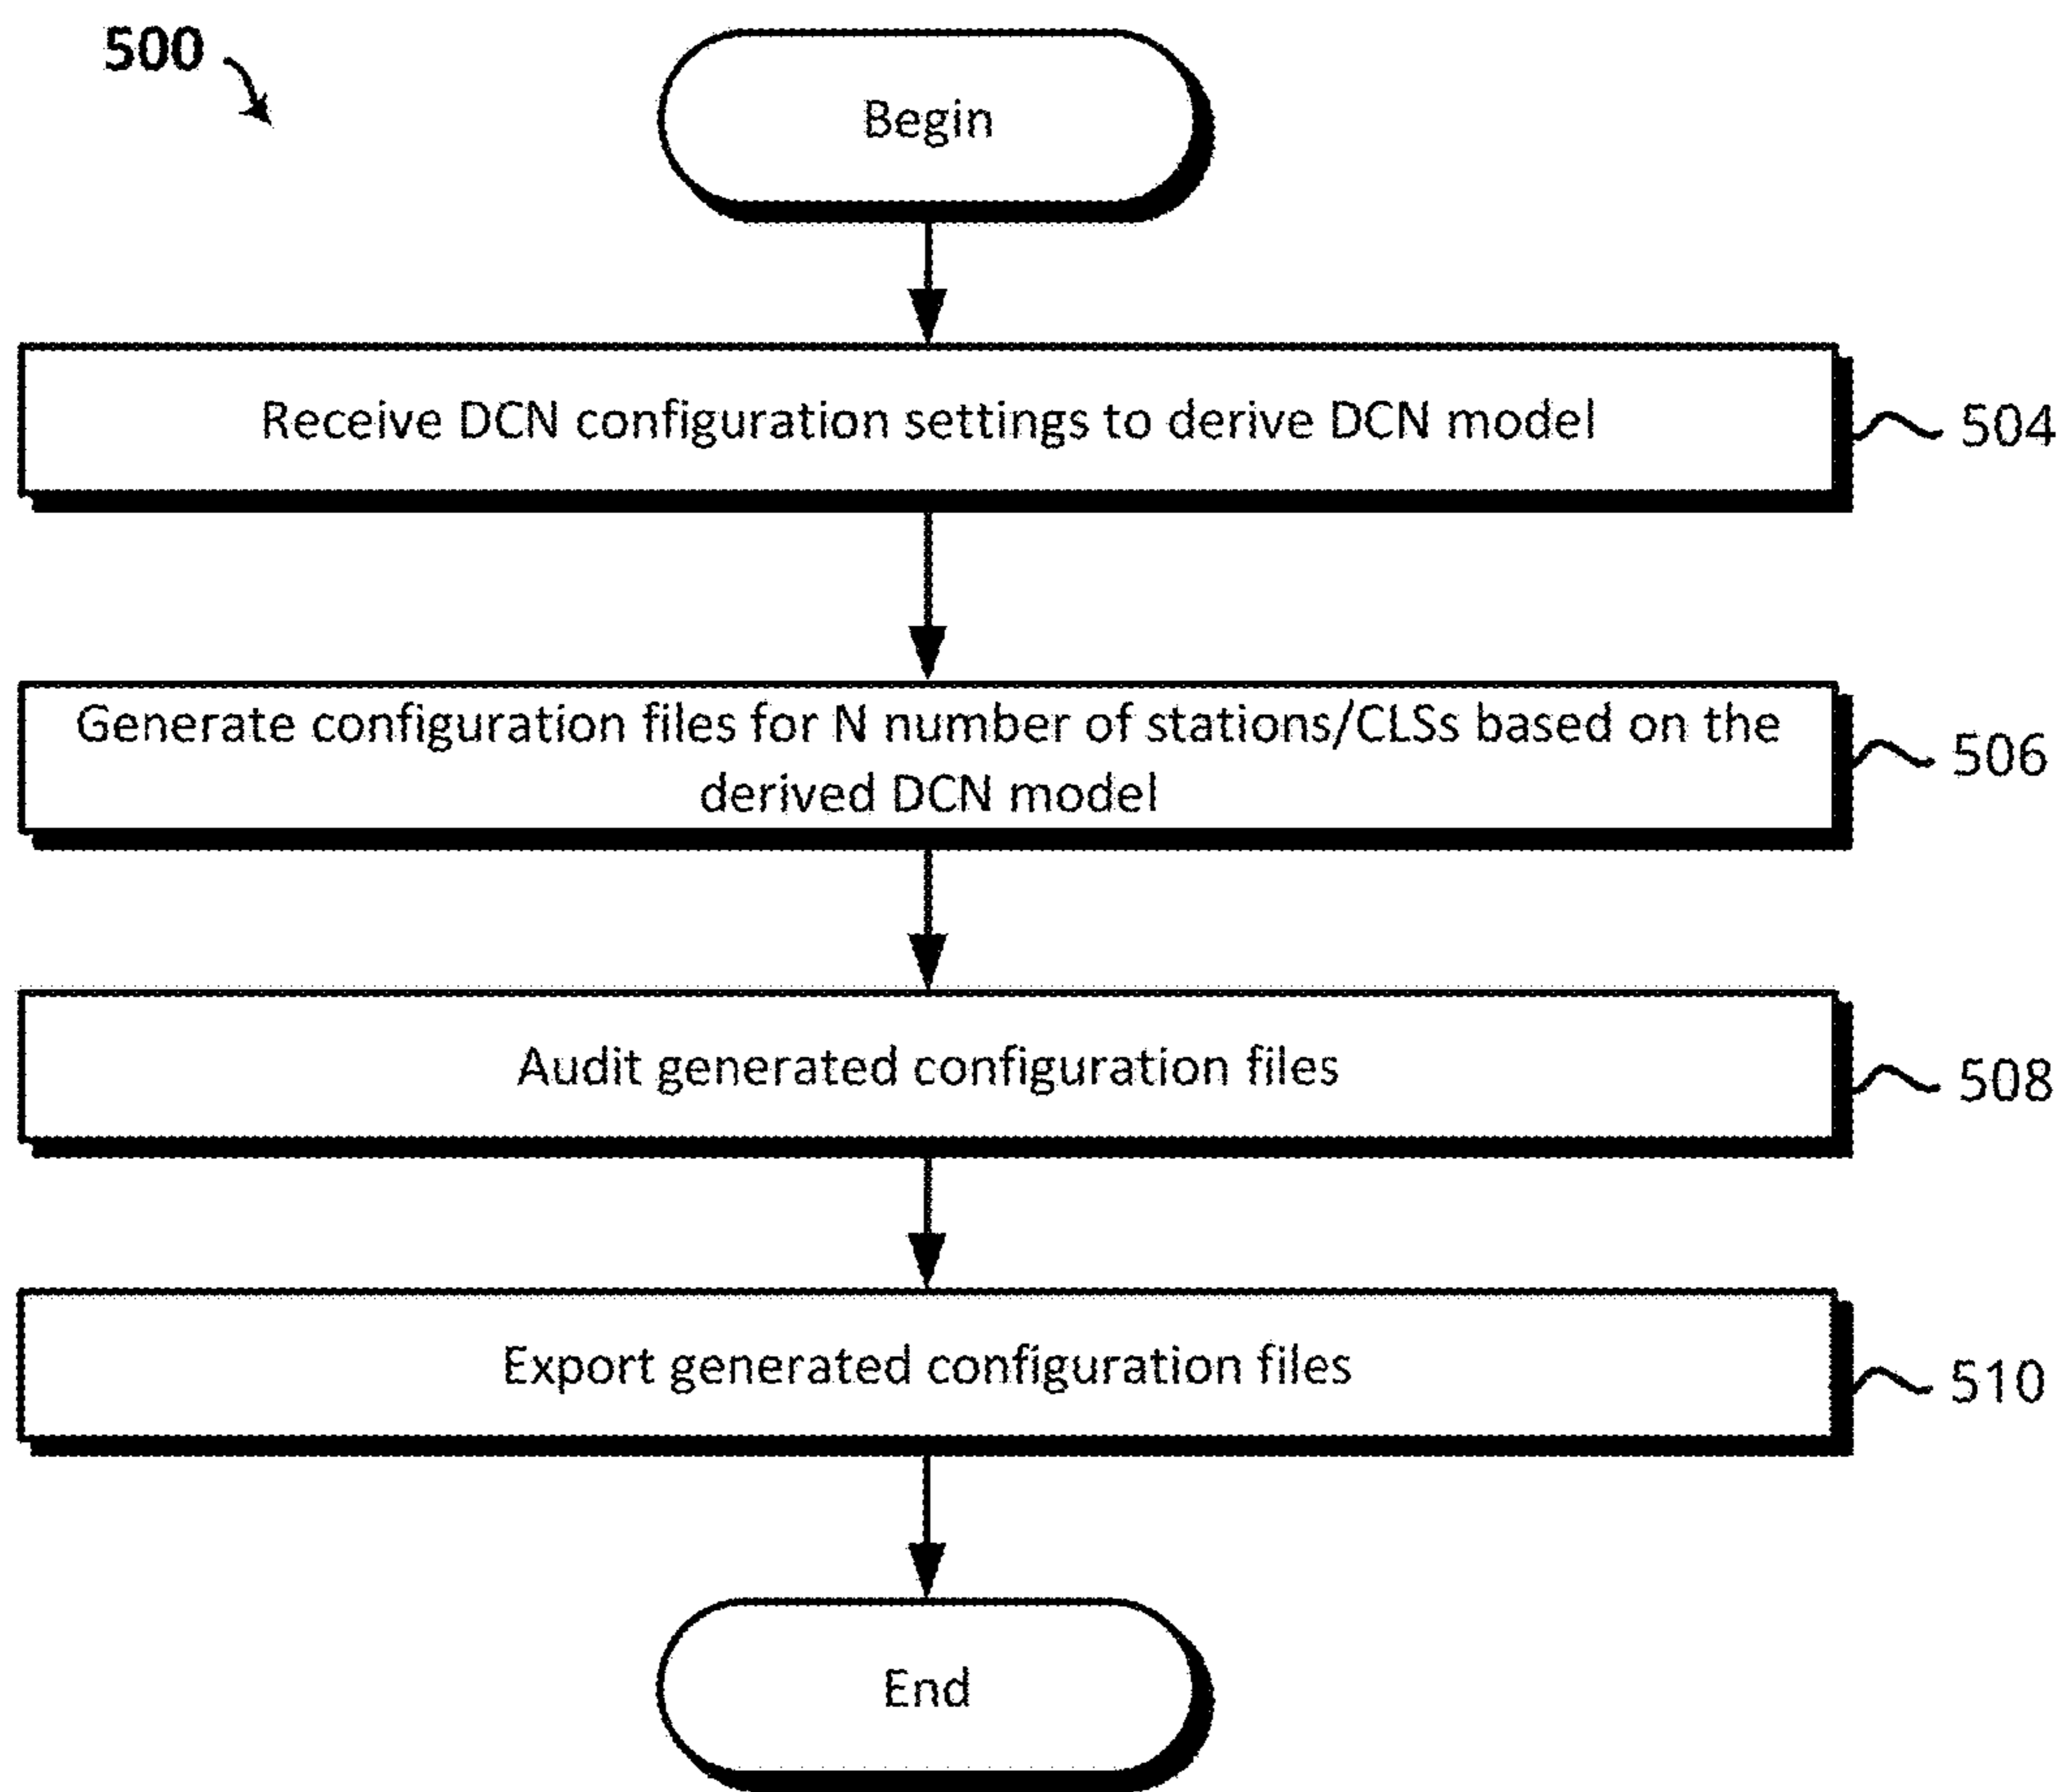 500
Begin
Receive DCN configuration settings to derive DCN model
504
Generate configuration files for N number of stations/CLSs based on the
derived DCN model
506
Audit generated configuration files
508
Export generated configuration files
510
End